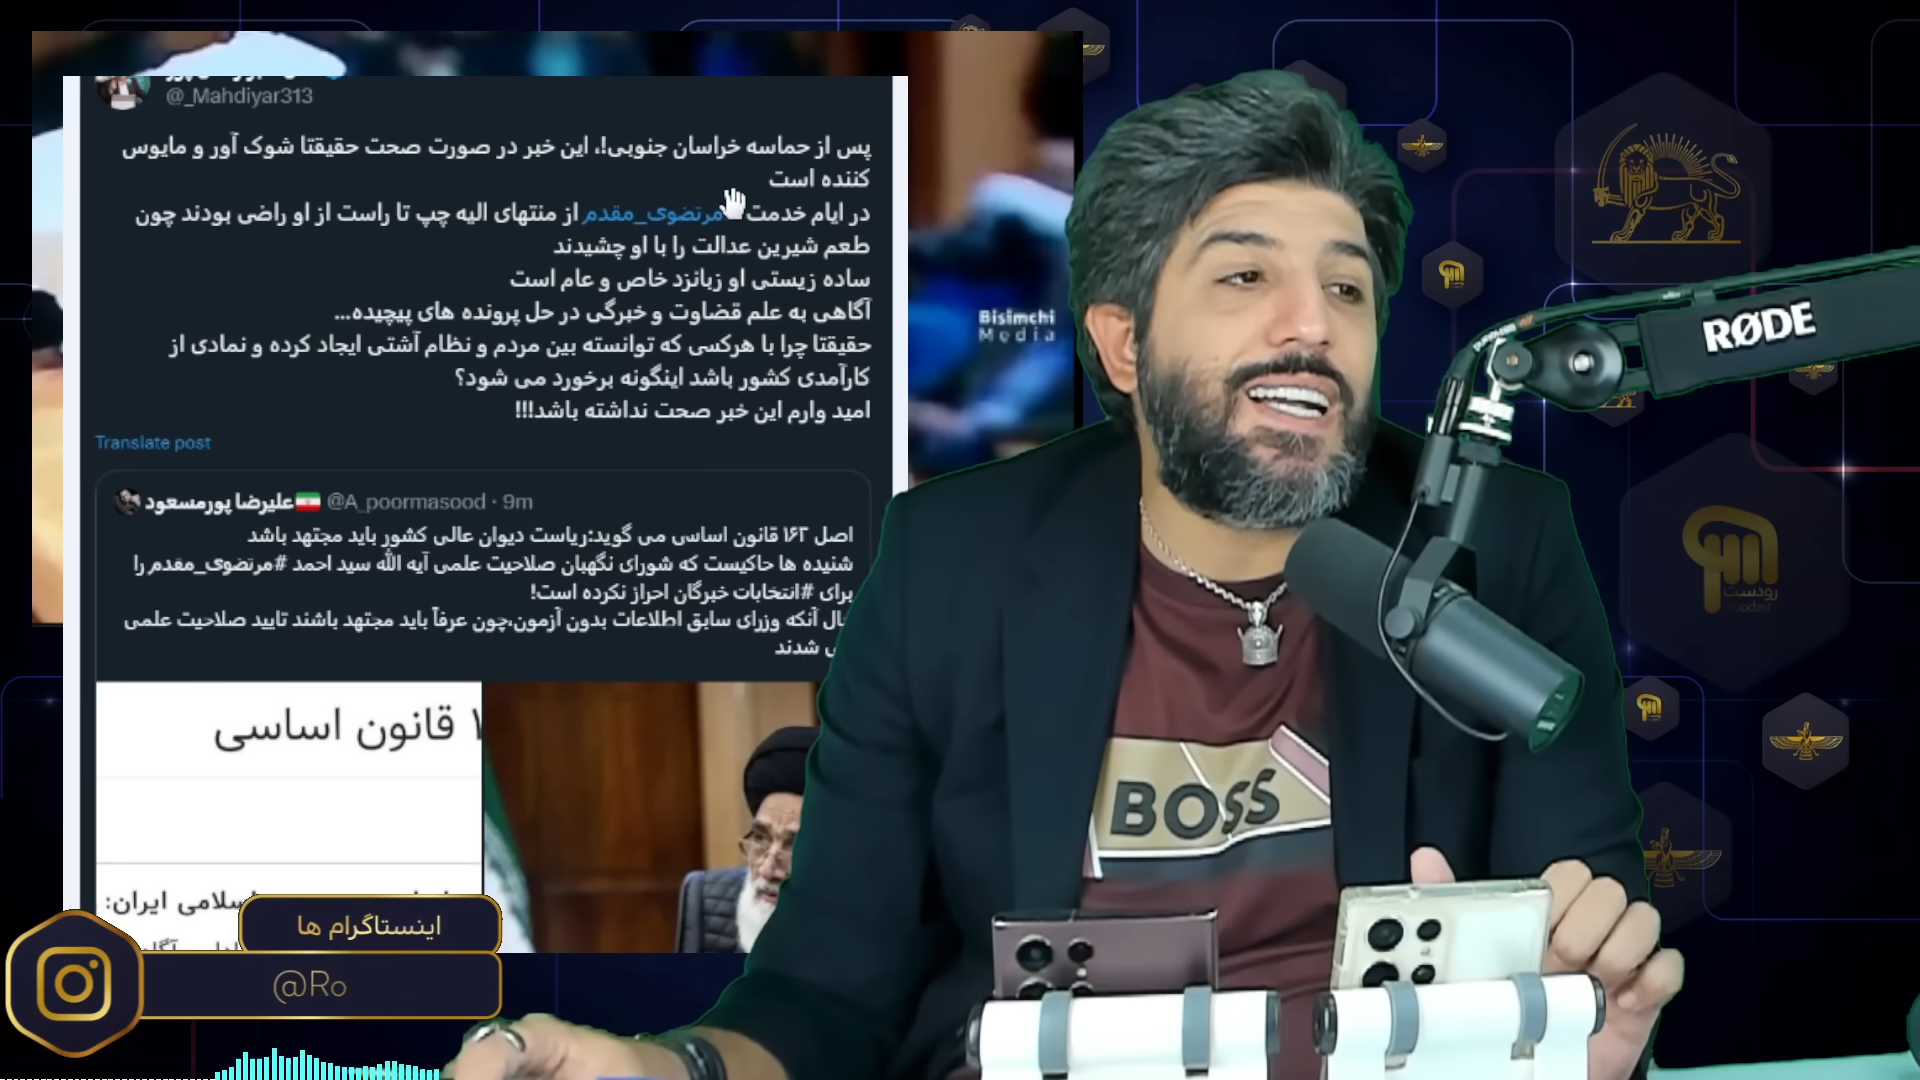 @_Mahdiyar313
پس از حماسه خراسان جنوبی!، این خبر در صورت صحت حقیقتا شوک آور و مایوس
کننده است
در ایام خدمت مرتضوی_مقدم از منتهای الیه چپ تا راست از او راضی بودند چون
طعم شیرین عدالت را با او چشیدند
ساده زیستی او زبانزد خاص و عام است
آگاهی به علم قضاوت و خبرگی در حل پرونده های پیچیده...
حقیقتا چرا با هرکسی که توانسته بین مردم و نظام آشتی ایجاد کرده و نمادی از
کارآمدی کشور باشد اینگونه برخورد می شود؟
امید وارم این خبر صحت نداشته باشد!!!
Translate post
علیرضا پورمسعود @A_poormasood · 9m
اصل ۱۶۲ قانون اساسی می گوید:ریاست دیوان عالی کشور باید مجتهد باشد
شنیده ها حاکیست که شورای نگهبان صلاحیت علمی آیه الله سید احمد #مرتضوی_مقدم را
برای #انتخابات خبرگان احراز نکرده است!
آنکه وزرای سابق اطلاعات بدون آزمون،چون عرفاً باید مجتهد باشند تایید صلاحیت علمی
شدند
قانون اساسی
ایران:
Bisimchi
Media
RØDE
BOSS
رودست
اینستاگرام ها
@Ro